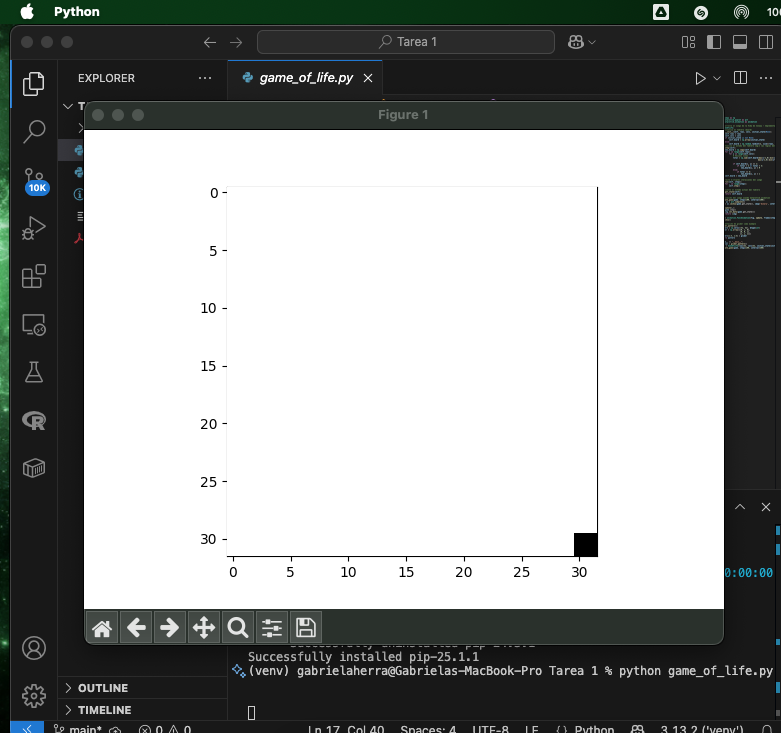 Python
10
Tarea 1
EXPLORER
game_of_life.py
T
Figure 1
10K
0
5
10
15
20
25
30
0 5 10 15 20 25 30
0:00:00
Successfully installed pip-25.1.1
(venv) gabrielaherra@Gabrielas-MacBook-Pro Tarea 1 % python game_of_life.py
OUTLINE
TIMELINE
main* 0 0 Ln 17, Col 40 Spaces: 4 UTF-8 LF {} Python 3.13.2 ('venv')